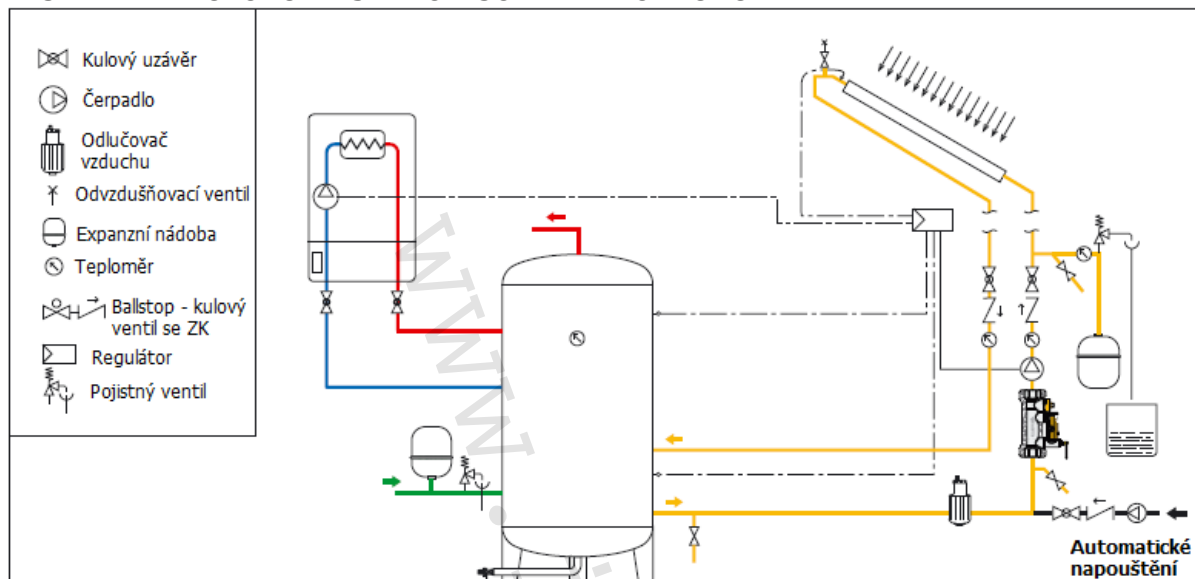 Kulový uzávěr
Čerpadlo
Odlučovač
vzduchu
Odvzdušňovací ventil
Expanzní nádoba
Teploměr
Ballstop - kulový
ventil se ZK
Regulátor
Pojistný ventil
www.
Automatické
napouštění